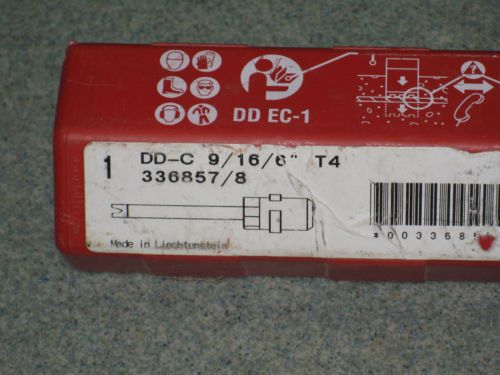 DD EC-1
1
DD-C 9/16/6" T4
336857/8
Made in Liechtenstein
*003368